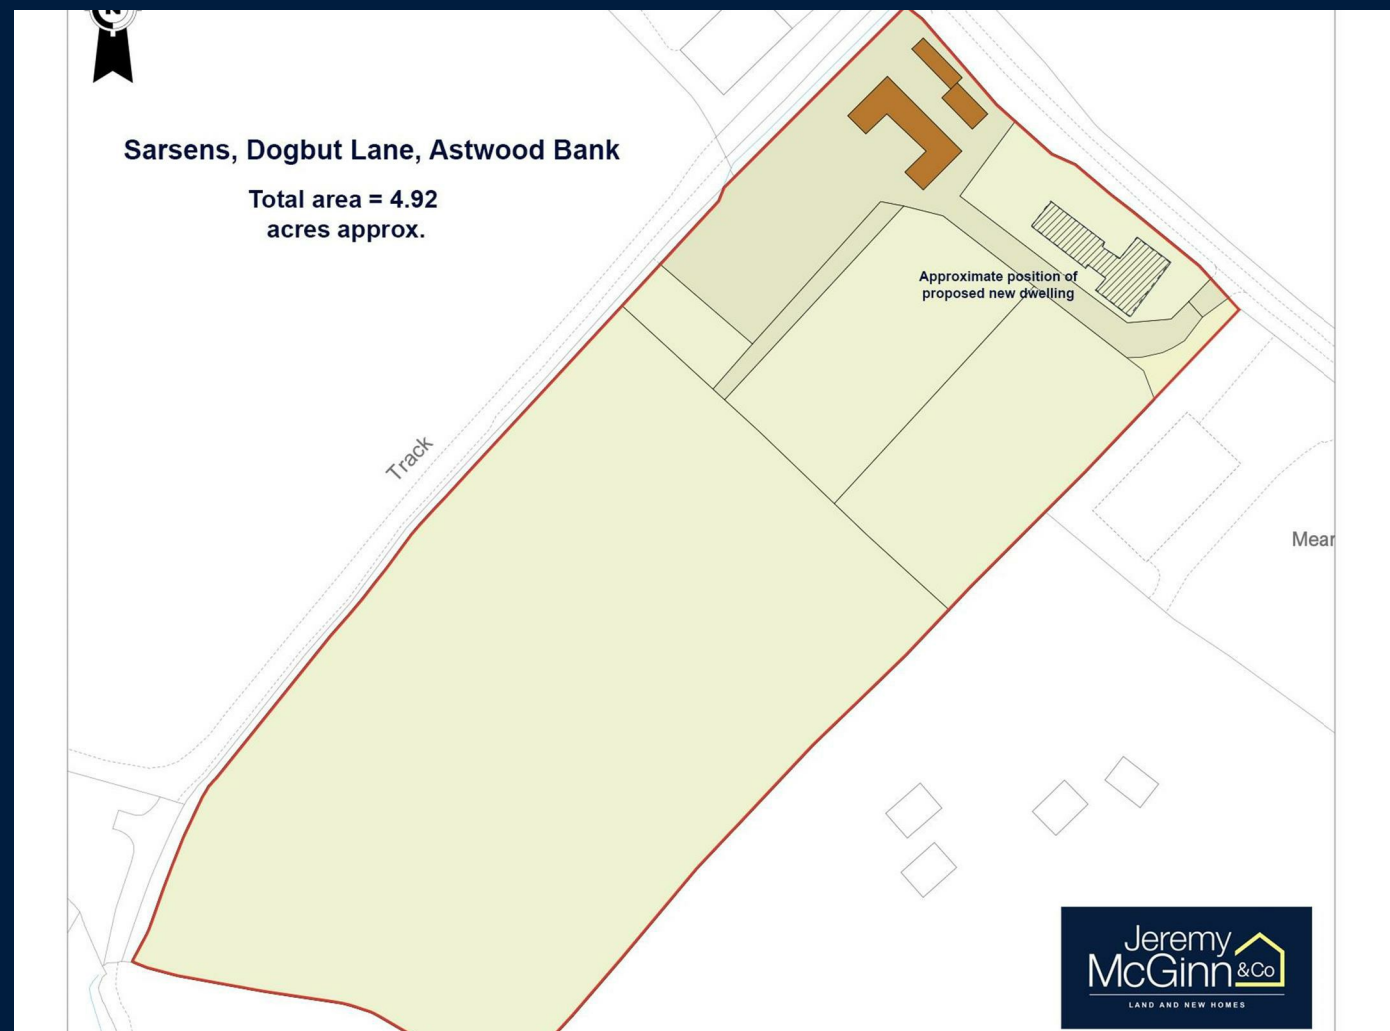 N
Sarsens, Dogbut Lane, Astwood Bank
Total area = 4.92
acres approx.
Approximate position of
proposed new dwelling
Track
Mear
Jeremy
McGinn &Co
LAND AND NEW HOMES